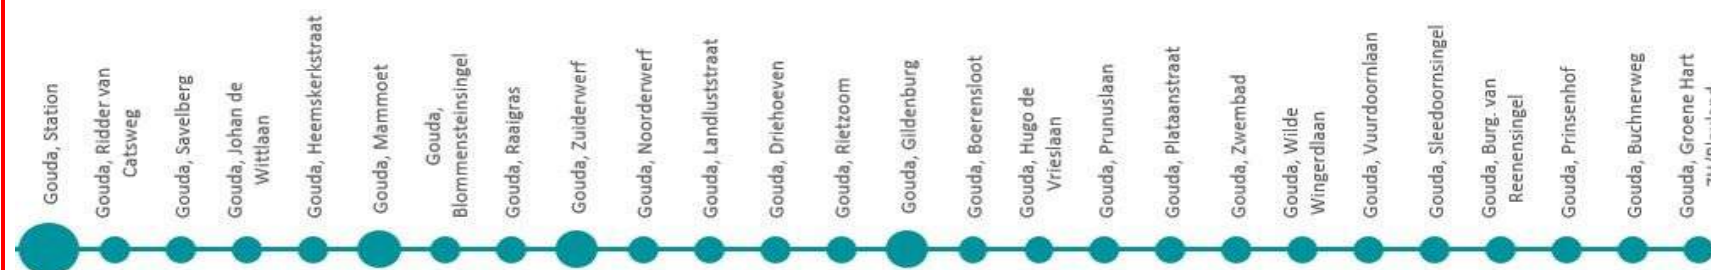 Gouda, Station
Gouda, Ridder van
Catsweg
Gouda, Savelberg
Gouda, Johan de
Wittlaan
Gouda, Heemskerkstraat
Gouda, Mammoet
Gouda,
Blommensteinsingel
Gouda, Raaigras
Gouda, Zuiderwerf
Gouda, Noorderwerf
Gouda, Landluststraat
Gouda, Driehoeven
Gouda, Rietzoom
Gouda, Gildenburg
Gouda, Boerensloot
Gouda, Hugo de
Vrieslaan
Gouda, Prunuslaan
Gouda, Plataanstraat
Gouda, Zwembad
Gouda, Wilde
Wingerdlaan
Gouda, Vuurdoornlaan
Gouda, Sleedoornsingel
Gouda, Burg. van
Reenensingel
Gouda, Prinsenhof
Gouda, Buchnerweg
Gouda, Groene Hart